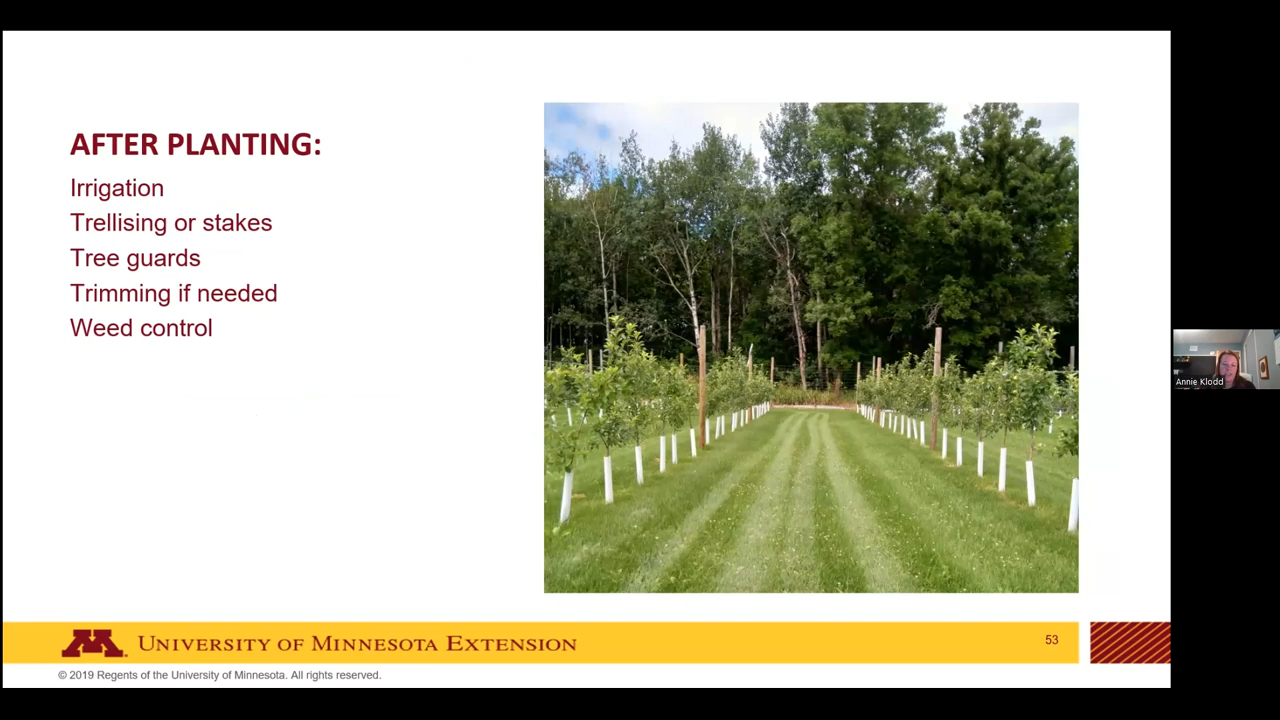 AFTER PLANTING:
Irrigation
Trellising or stakes
Tree guards
Trimming if needed
Weed control
Annie Klodd
M UNIVERSITY OF MINNESOTA EXTENSION
53
© 2019 Regents of the University of Minnesota. All rights reserved.